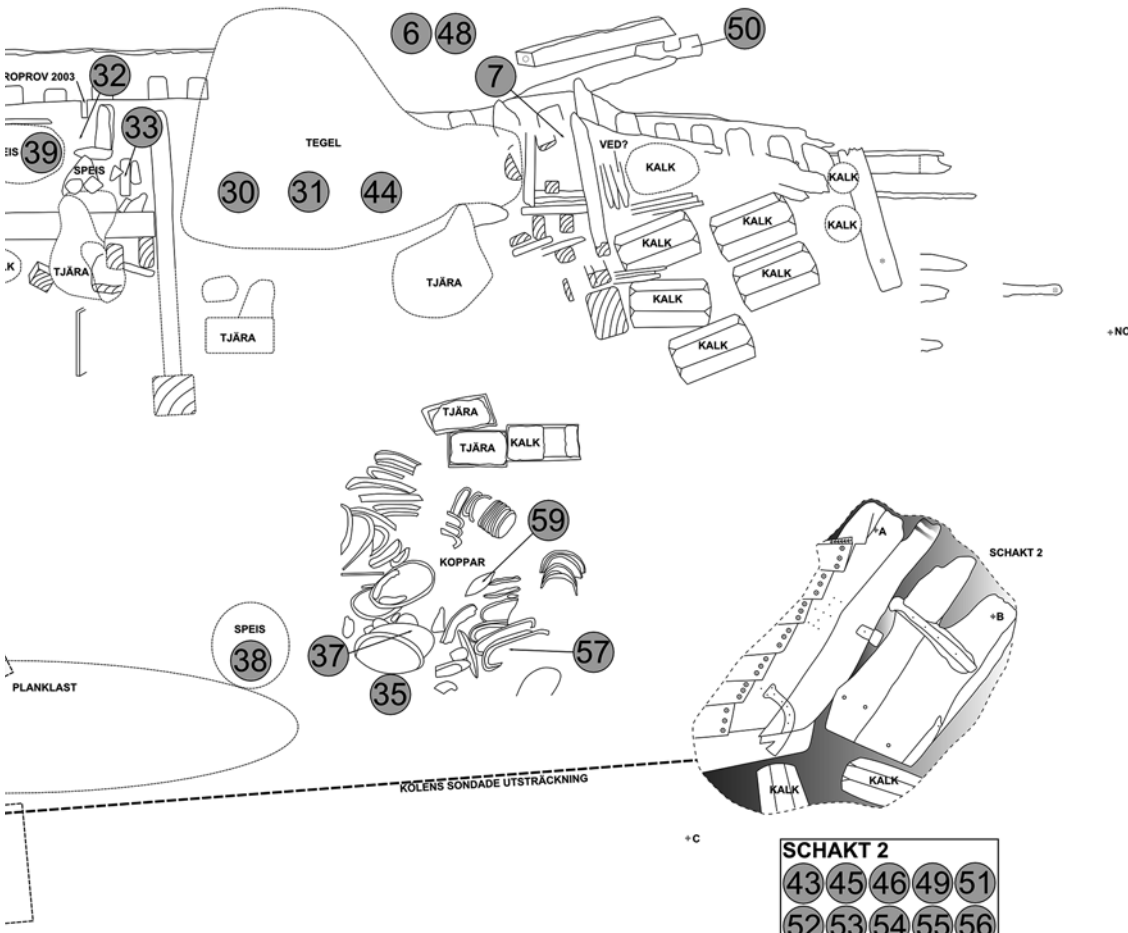 6 48
50
ROPROV 2003
32
7
33
EIS 39
SPEIS
TEGEL
VED?
KALK
KALK
30 31 44
KALK
KALK
KALK
LK
TJÄRA
TJÄRA
KALK
KALK
TJÄRA
KALK
+NO
TJÄRA
TJÄRA KALK
59
KOPPAR
+A
SCHAKT 2
+B
SPEIS
38
37
57
35
PLANKLAST
KOLENS SONDADE UTSTRÄCKNING
KALK
KALK
+C
SCHAKT 2
43 45 46 49 51
52 53 54 55 56